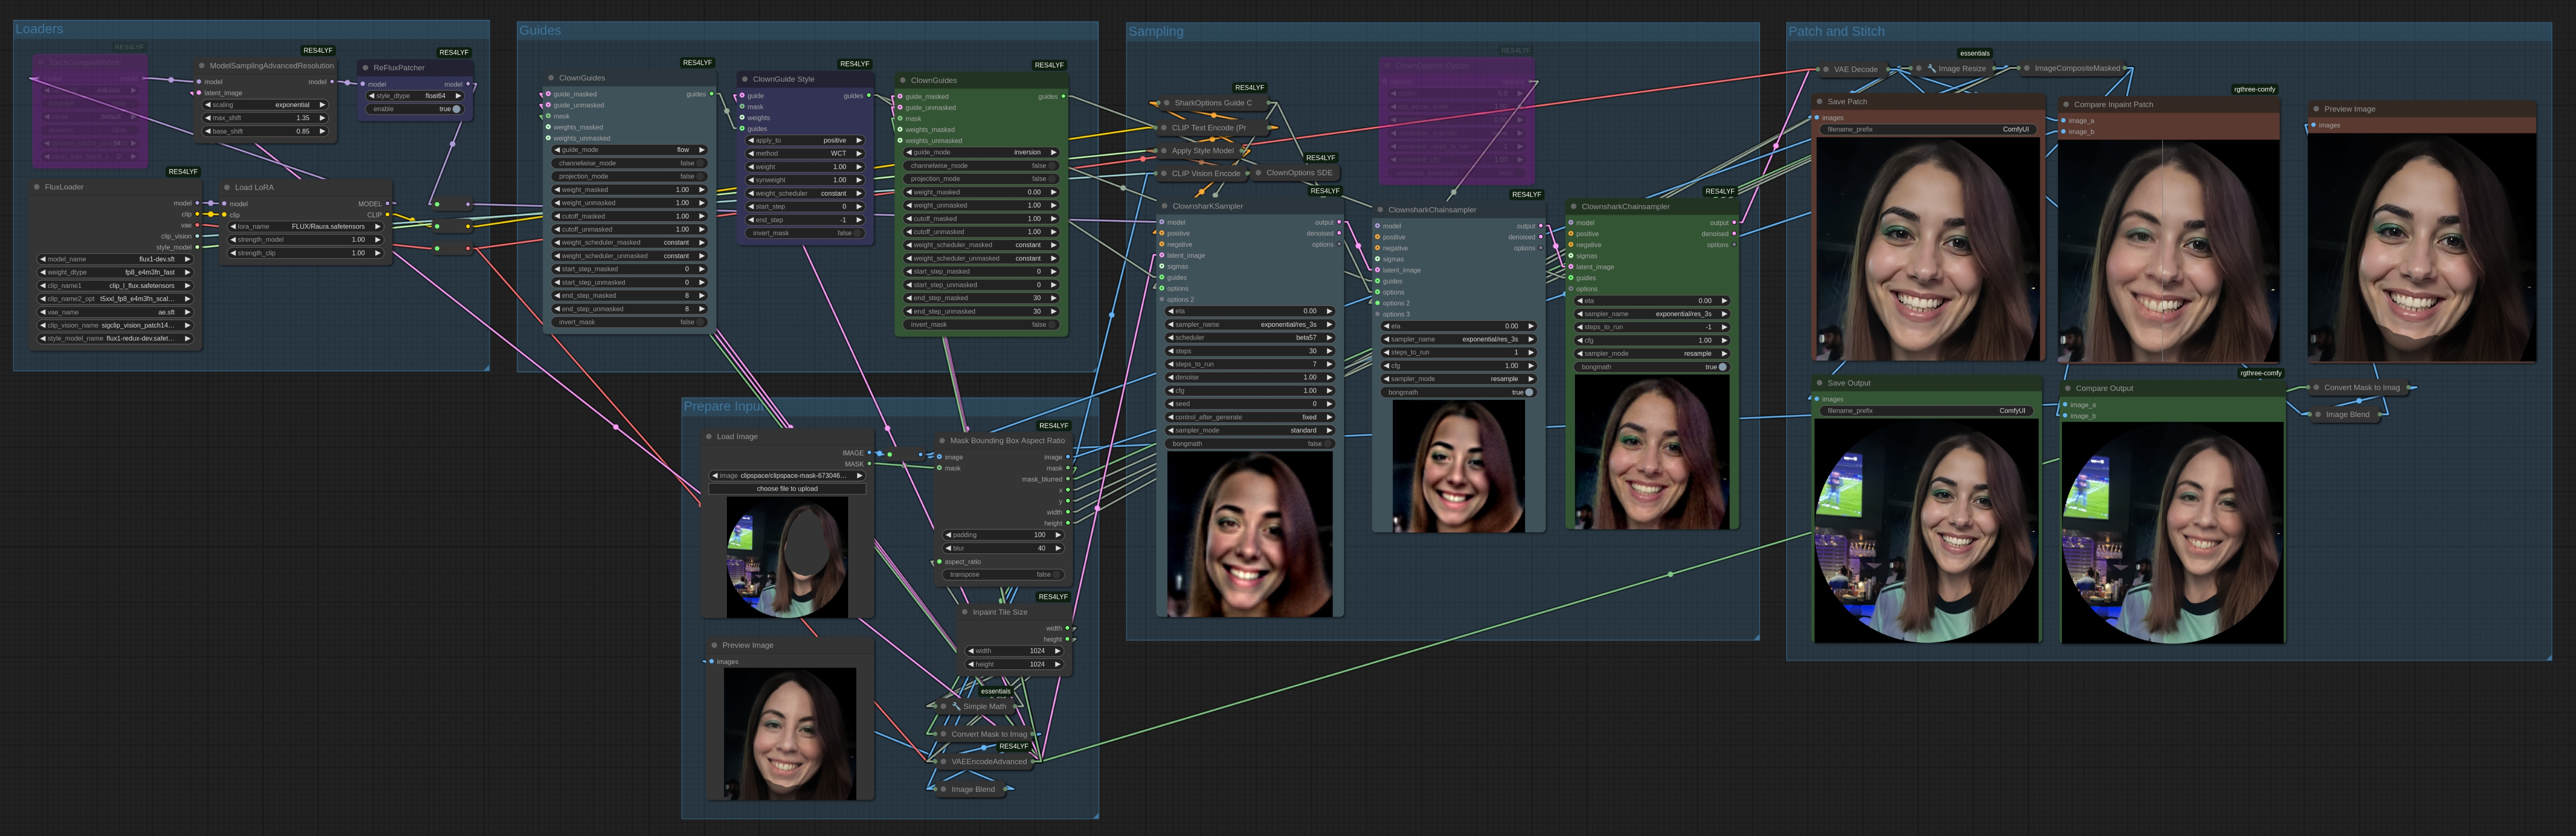 Loaders
RES4LYF
TorchCompileModels
RES4LYF
ModelSamplingAdvancedResolution
model
model
latent_image
scaling exponential
max_shift 1.35
base_shift 0.85
RES4LYF
ReFluxPatcher
model
model
style_dtype float64
enable true
RES4LYF
FluxLoader
model
clip
vae
clip_vision
style_model
model_name flux1-dev.sft
weight_dtype fp8_e4m3fn_fast
clip_name1 clip_l_flux.safetensors
clip_name2_opt t5xxl_fp8_e4m3fn_scal...
vae_name ae.sft
clip_vision_name sigclip_vision_patch14...
style_model_name flux1-redux-dev.safet...
Load LoRA
model MODEL
clip CLIP
lora_name FLUX/Raura.safetensors
strength_model 1.00
strength_clip 1.00
Guides
RES4LYF
ClownGuides
guide_masked guides
guide_unmasked
mask
weights_masked
weights_unmasked
guide_mode flow
channelwise_mode false
projection_mode false
weight_masked 1.00
weight_unmasked 1.00
cutoff_masked 1.00
cutoff_unmasked 1.00
weight_scheduler_masked constant
weight_scheduler_unmasked constant
start_step_masked 0
start_step_unmasked 0
end_step_masked 8
end_step_unmasked 8
invert_mask false
RES4LYF
ClownGuide Style
guide guides
mask
weights
guides
apply_to positive
method WCT
weight 1.00
synweight 1.00
weight_scheduler constant
start_step 0
end_step -1
invert_mask false
RES4LYF
ClownGuides
guide_masked guides
guide_unmasked
mask
weights_masked
weights_unmasked
guide_mode inversion
channelwise_mode false
projection_mode false
weight_masked 0.00
weight_unmasked 1.00
cutoff_masked 1.00
cutoff_unmasked 1.00
weight_scheduler_masked constant
weight_scheduler_unmasked constant
start_step_masked 0
start_step_unmasked 0
end_step_masked 30
end_step_unmasked 30
invert_mask false
Prepare Input
Load Image
IMAGE
MASK
image clipspace/clipspace-mask-673046...
choose file to upload
Preview Image
images
RES4LYF
Mask Bounding Box Aspect Ratio
image image
mask mask
mask_blurred
x
y
width
height
padding 100
blur 40
aspect_ratio
transpose false
RES4LYF
Inpaint Tile Size
width
height
width 1024
height 1024
essentials
🔧 Simple Math
Convert Mask to Imag
RES4LYF
VAEEncodeAdvanced
Image Blend
Sampling
RES4LYF
SharkOptions Guide C
CLIP Text Encode (Pr
Apply Style Model
CLIP Vision Encode
RES4LYF
ClownOptions SDE
RES4LYF
RES4LYF
ClownsharKSampler
model output
positive denoised
negative options
latent_image
sigmas
guides
options
options 2
eta 0.00
sampler_name exponential/res_3s
scheduler beta57
steps 30
steps_to_run 7
denoise 1.00
cfg 1.00
seed 0
control_after_generate fixed
sampler_mode standard
bongmath false
RES4LYF
ClownsharkChainsampler
model output
positive denoised
negative options
sigmas
latent_image
guides
options
options 2
options 3
eta 0.00
sampler_name exponential/res_3s
steps_to_run 1
cfg 1.00
sampler_mode resample
bongmath true
RES4LYF
ClownsharkChainsampler
model output
positive denoised
negative options
sigmas
latent_image
guides
options
eta 0.00
sampler_name exponential/res_3s
steps_to_run -1
cfg 1.00
sampler_mode resample
bongmath true
Patch and Stitch
VAE Decode
essentials
🔧 Image Resize
ImageCompositeMasked
Save Patch
images
filename_prefix ComfyUI
rgthree-comfy
Compare Inpaint Patch
image_a
image_b
Preview Image
images
Save Output
images
filename_prefix ComfyUI
rgthree-comfy
Compare Output
image_a
image_b
Convert Mask to Imag
Image Blend